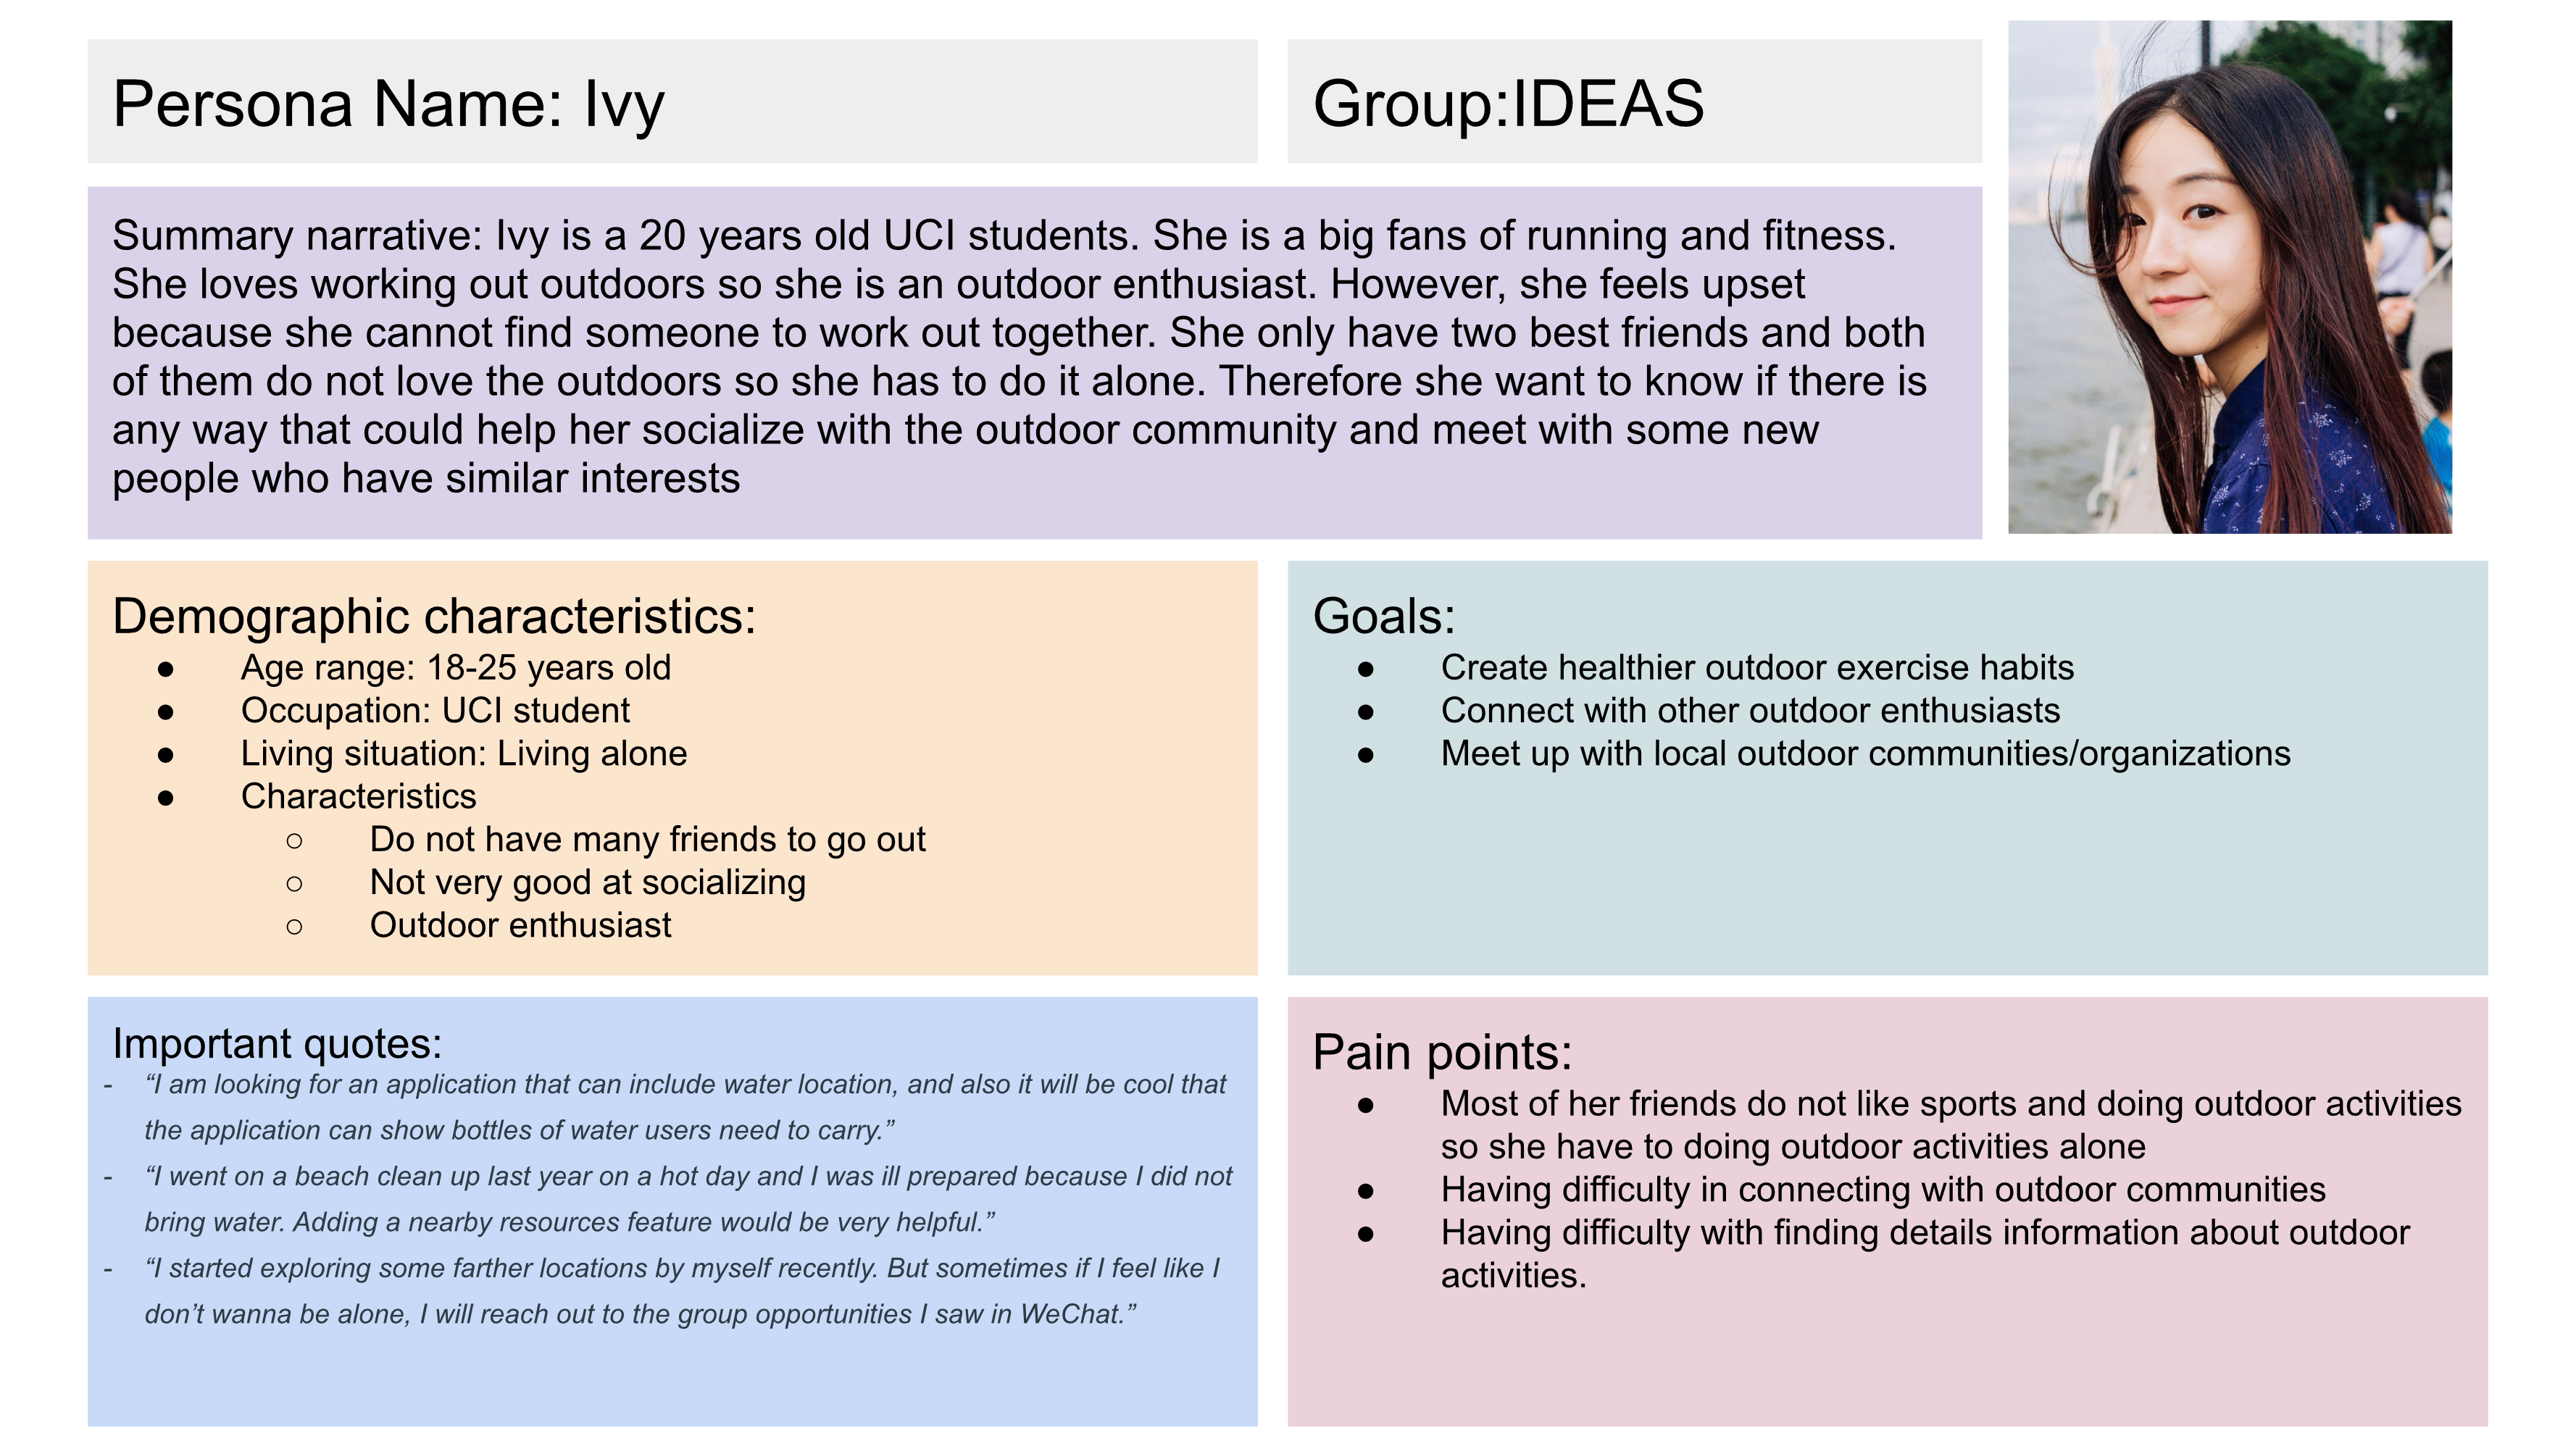 Persona Name: Ivy
Group:IDEAS
Summary narrative: Ivy is a 20 years old UCI students. She is a big fans of running and fitness.
She loves working out outdoors so she is an outdoor enthusiast. However, she feels upset
because she cannot find someone to work out together. She only have two best friends and both
of them do not love the outdoors so she has to do it alone. Therefore she want to know if there is
any way that could help her socialize with the outdoor community and meet with some new
people who have similar interests
Demographic characteristics:
● Age range: 18-25 years old
● Occupation: UCI student
● Living situation: Living alone
● Characteristics
○ Do not have many friends to go out
○ Not very good at socializing
○ Outdoor enthusiast
Goals:
● Create healthier outdoor exercise habits
● Connect with other outdoor enthusiasts
● Meet up with local outdoor communities/organizations
Important quotes:
- “I am looking for an application that can include water location, and also it will be cool that
the application can show bottles of water users need to carry.”
- “I went on a beach clean up last year on a hot day and I was ill prepared because I did not
bring water. Adding a nearby resources feature would be very helpful.”
- “I started exploring some farther locations by myself recently. But sometimes if I feel like I
don’t wanna be alone, I will reach out to the group opportunities I saw in WeChat.”
Pain points:
● Most of her friends do not like sports and doing outdoor activities
so she have to doing outdoor activities alone
● Having difficulty in connecting with outdoor communities
● Having difficulty with finding details information about outdoor
activities.